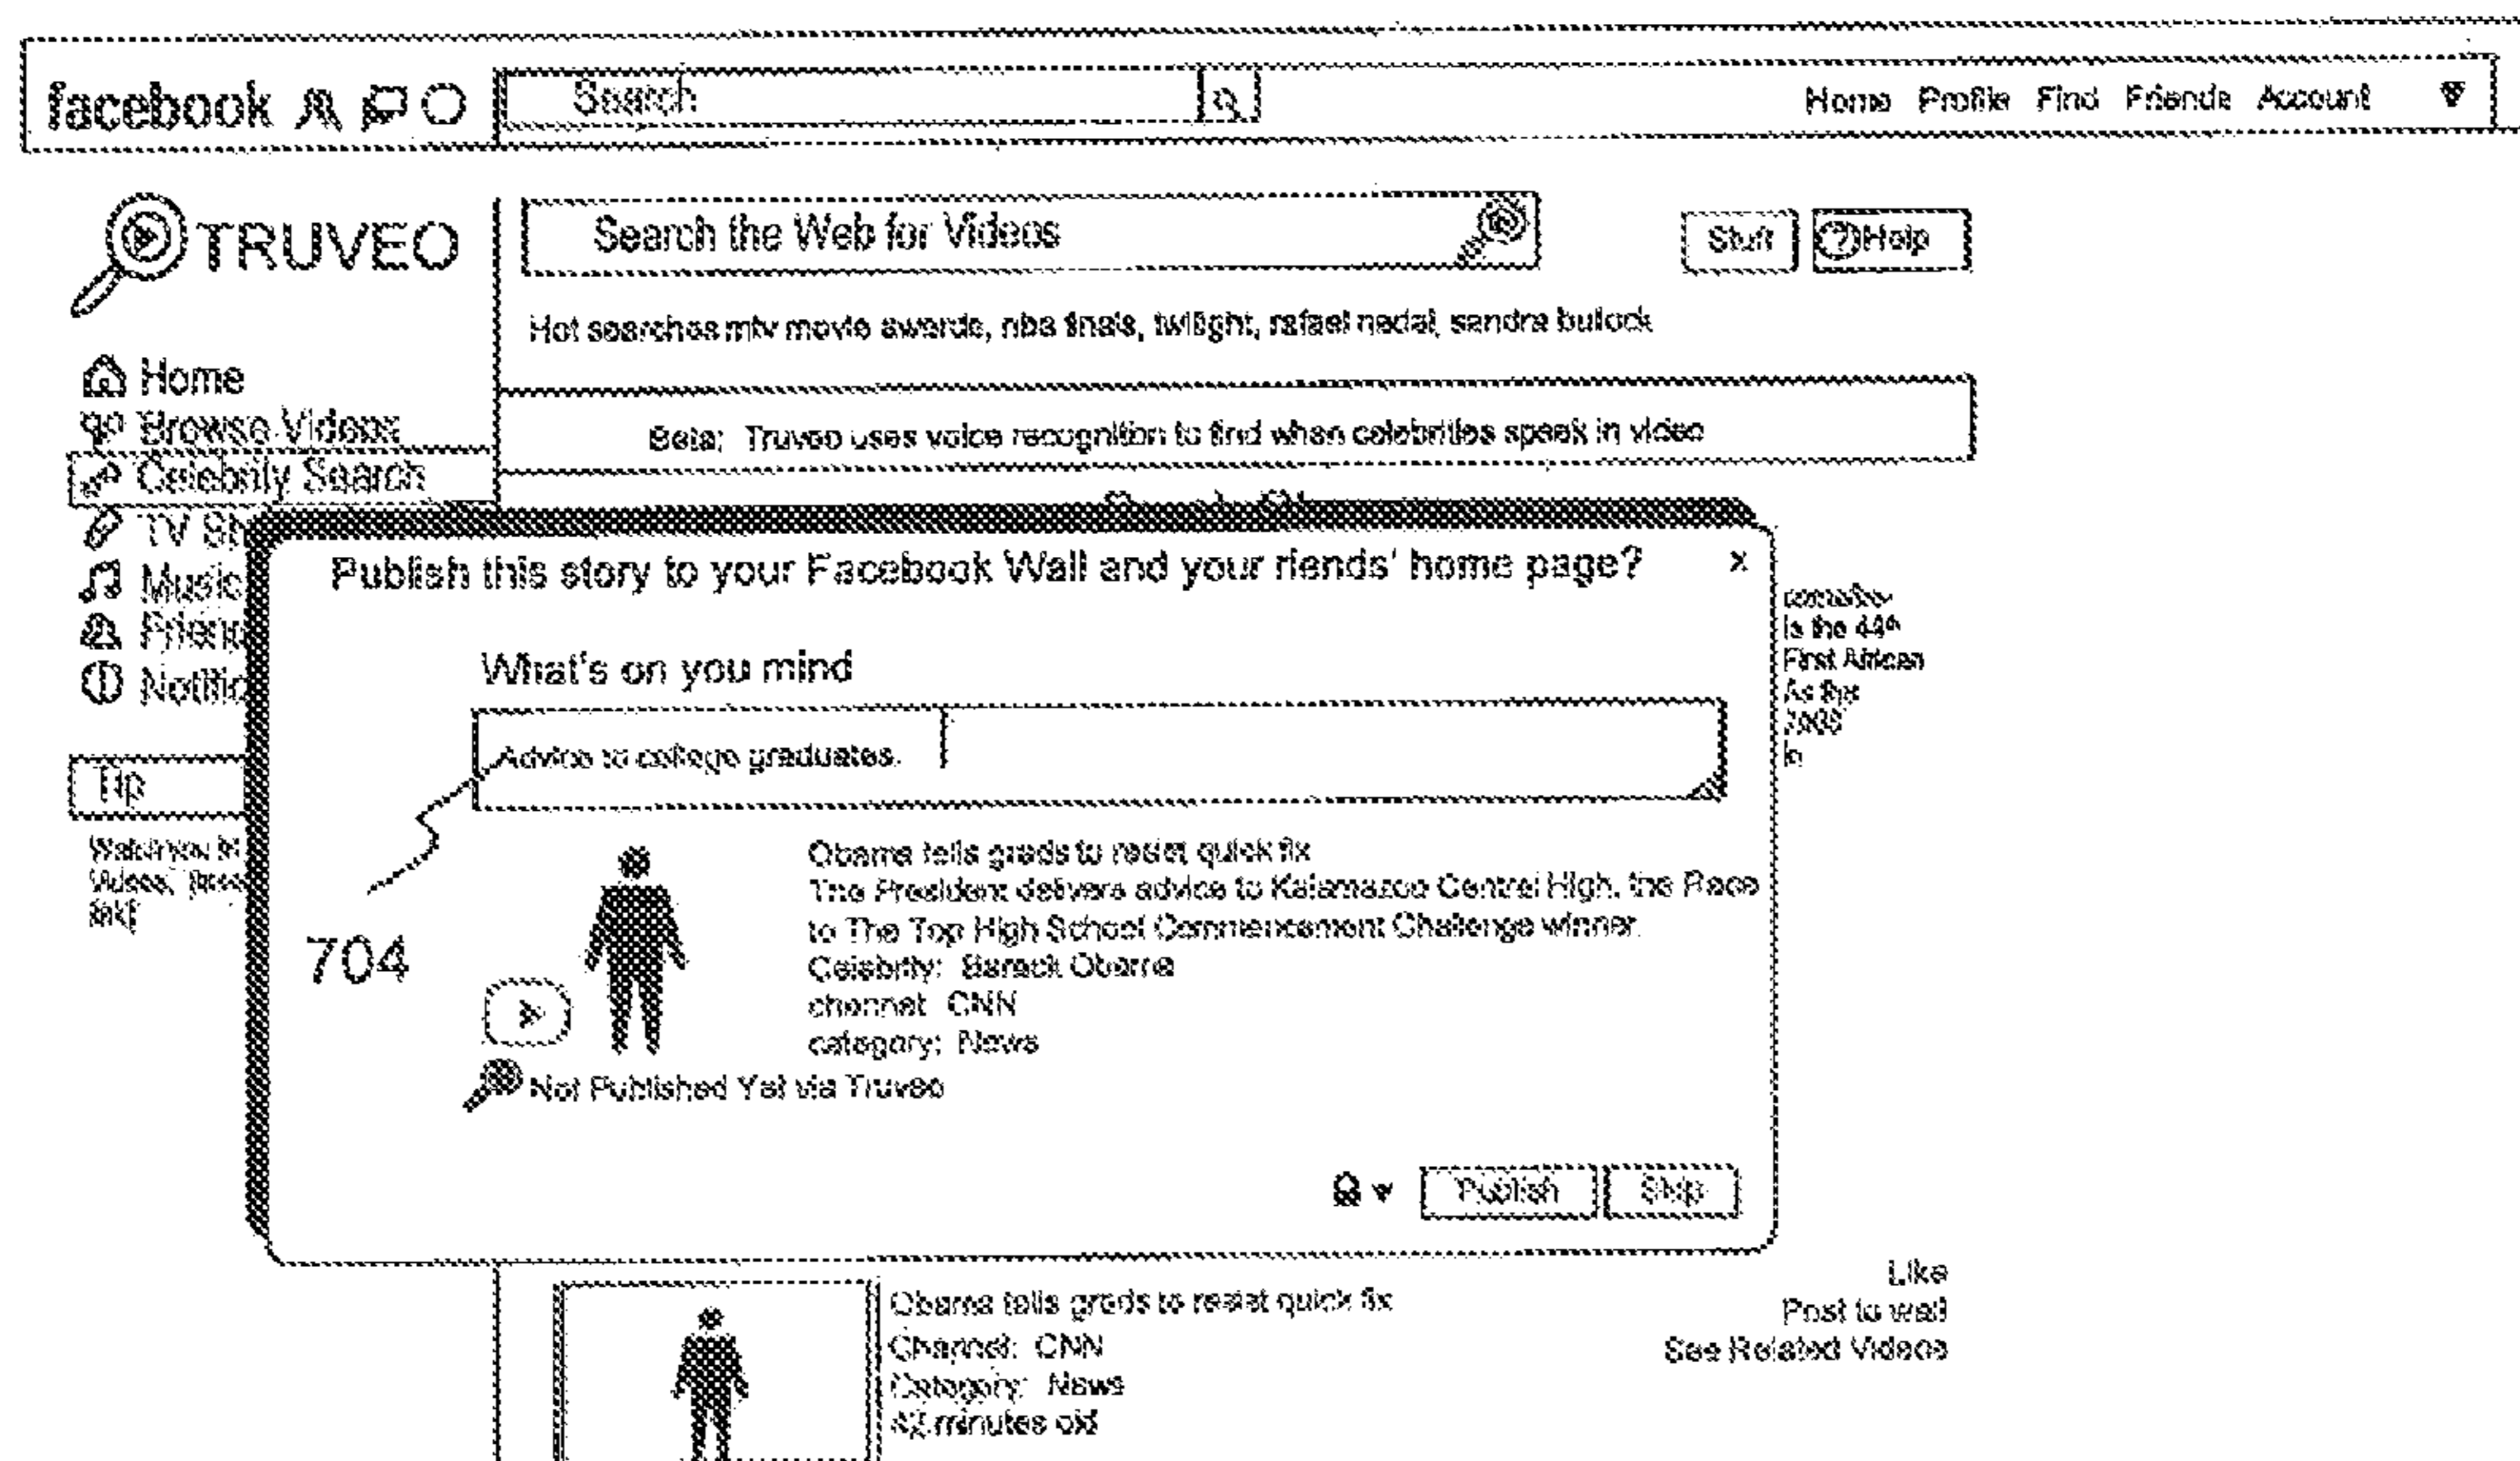 facebook Search Home Profile Find Friends Account
TRUVEO Search the Web for Videos Stuff ? Help
Hot searches mtv movie awards, nba finals, twilight, rafael nadal, sandra bullock
Home
Browse Videos
Beta; Truveo uses voice recognition to find when celebrities speak in video
Celebrity Search
TV
Music
Publish this story to your Facebook Wall and your riends' home page? x
is the 44th
First African
As the
What's on you mind
Advice to college graduates.
Tip
Obama tells grads to resist quick fix
The President delivers advice to Kalamazoo Central High, the Race
to The Top High School Commencement Challenge winner.
704
Celebrity: Barack Obama
channel CNN
category; News
Not Published Yet via Truveo
Publish Skip
Like
Post to wall
See Related Videos
Obama tells grads to resist quick fix
Channel: CNN
Category: News
minutes old